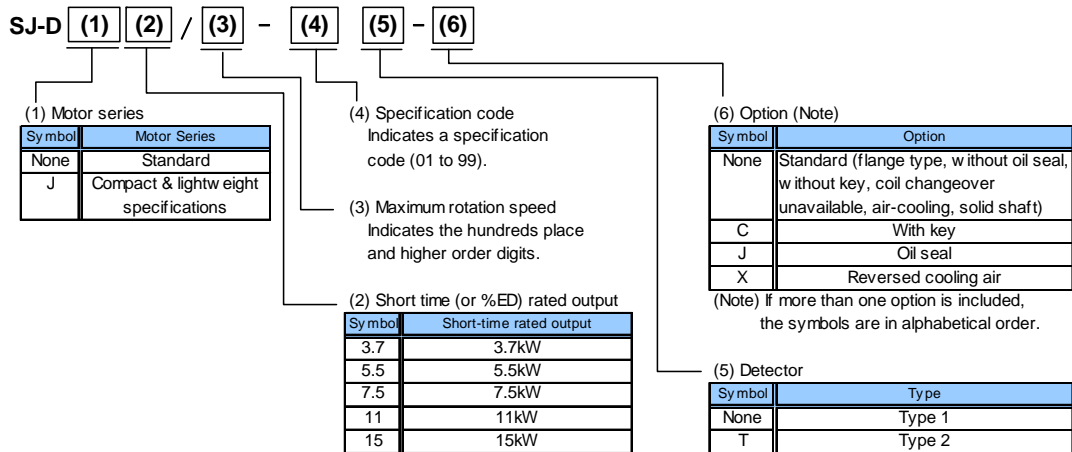 SJ-D (1) (2) / (3) - (4) (5) - (6)
(1) Motor series
Symbol Motor Series
None Standard
J Compact & lightweight
specifications
(4) Specification code
Indicates a specification
code (01 to 99).
(3) Maximum rotation speed
Indicates the hundreds place
and higher order digits.
(2) Short time (or %ED) rated output
Symbol Short-time rated output
3.7 3.7kW
5.5 5.5kW
7.5 7.5kW
11 11kW
15 15kW
(6) Option (Note)
Symbol Option
None Standard (flange type, without oil seal,
without key, coil changeover
unavailable, air-cooling, solid shaft)
C With key
J Oil seal
X Reversed cooling air
(Note) If more than one option is included,
the symbols are in alphabetical order.
(5) Detector
Symbol Type
None Type 1
T Type 2